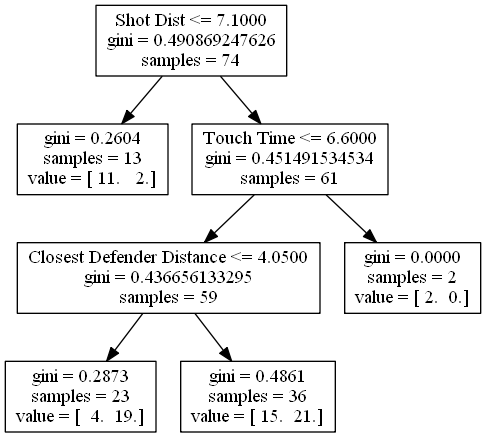 Shot Dist <= 7.1000
gini = 0.490869247626
samples = 74
gini = 0.2604
samples = 13
value = [ 11. 2.]
Touch Time <= 6.6000
gini = 0.451491534534
samples = 61
Closest Defender Distance <= 4.0500
gini = 0.436656133295
samples = 59
gini = 0.0000
samples = 2
value = [ 2. 0.]
gini = 0.2873
samples = 23
value = [ 4. 19.]
gini = 0.4861
samples = 36
value = [ 15. 21.]